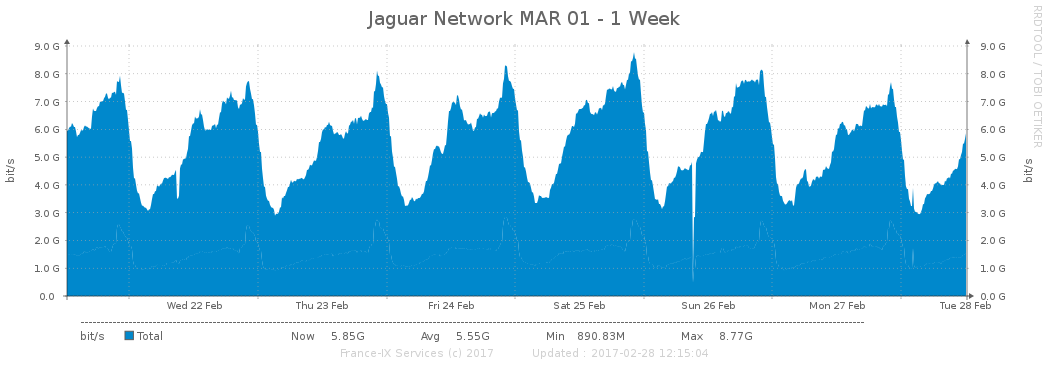 Jaguar Network MAR 01 - 1 Week
RRDTOOL / TOBI OETIKER
9.0 G 9.0 G
8.0 G 8.0 G
7.0 G 7.0 G
6.0 G 6.0 G
5.0 G 5.0 G
4.0 G 4.0 G
3.0 G 3.0 G
2.0 G 2.0 G
1.0 G 1.0 G
0.0 0.0 G
bit/s
bit/s
Wed 22 Feb Thu 23 Feb Fri 24 Feb Sat 25 Feb Sun 26 Feb Mon 27 Feb Tue 28 Feb
bit/s Total Now 5.85G Avg 5.55G Min 890.83M Max 8.77G
France-IX Services (c) 2017 Updated : 2017-02-28 12:15:04